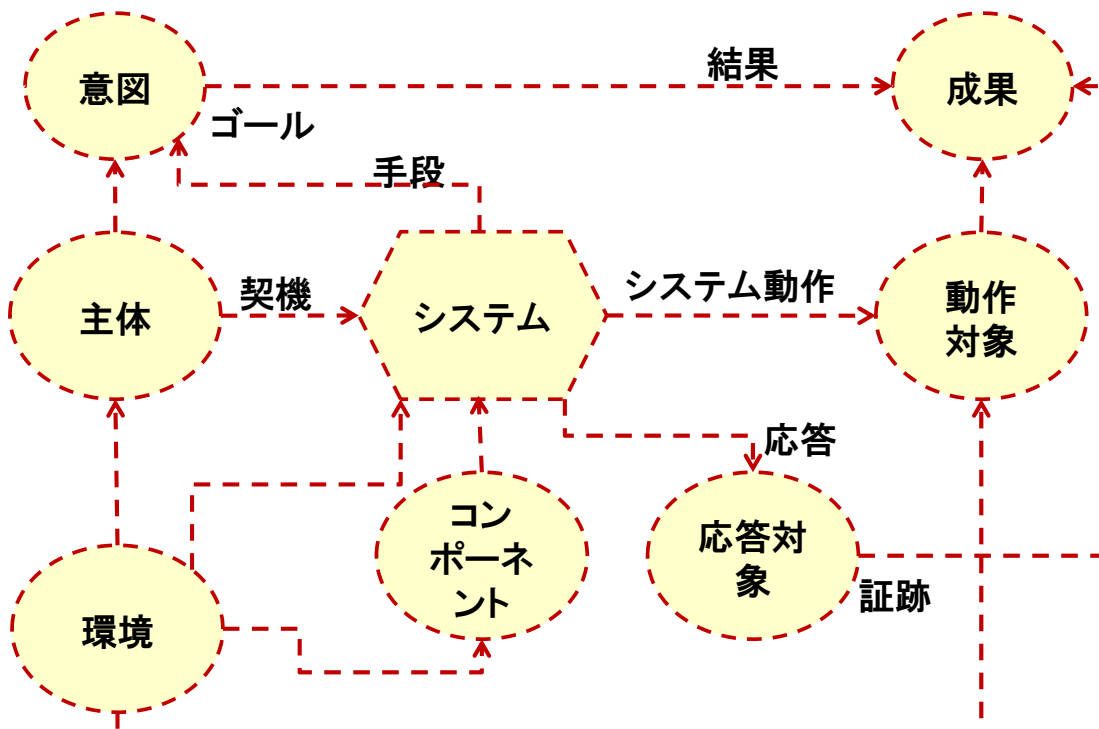 意図
結果
成果
ゴール
手段
主体
契機
システム
システム動作
動作
対象
応答
コン
ポーネ
ント
応答対
象
証跡
環境